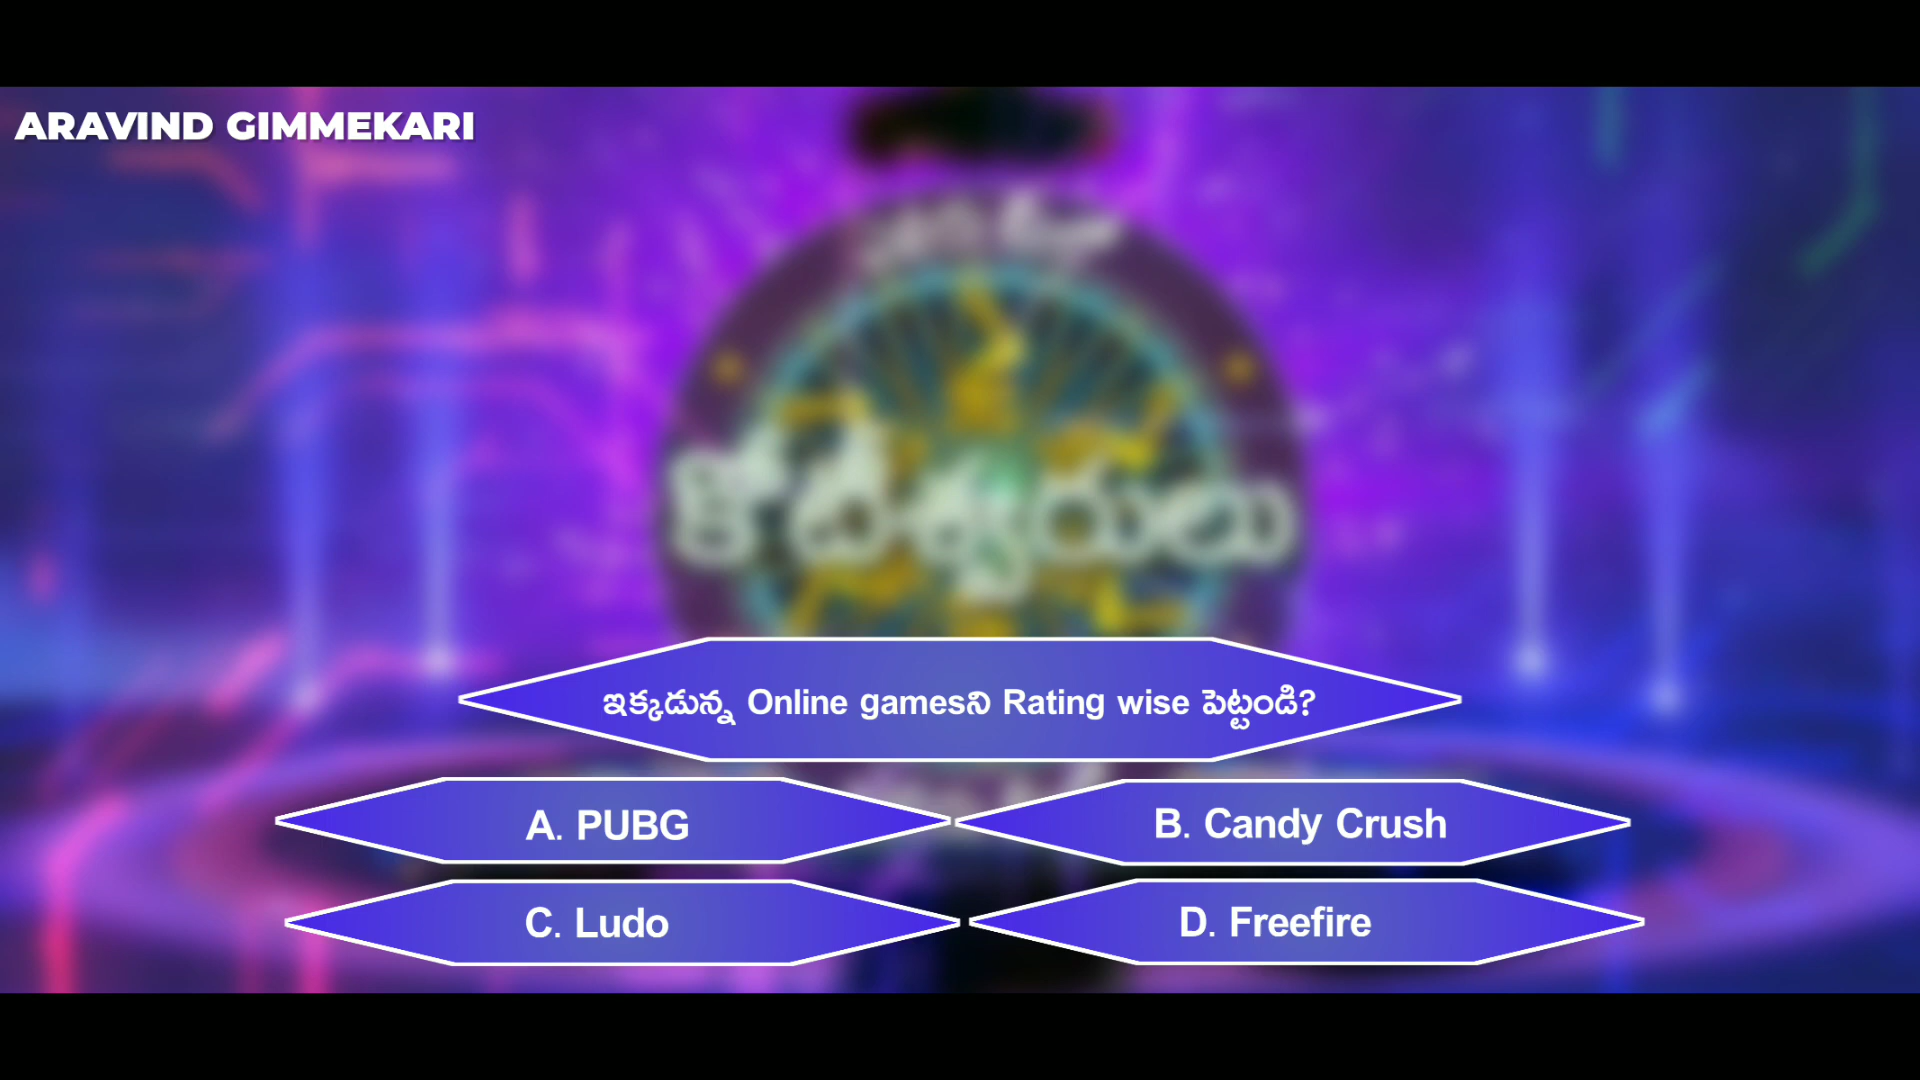 ARAVIND GIMMEKARI
ఇక్కడున్న Online gamesని Rating wise పెట్టండి?
A. PUBG
B. Candy Crush
C. Ludo
D. Freefire